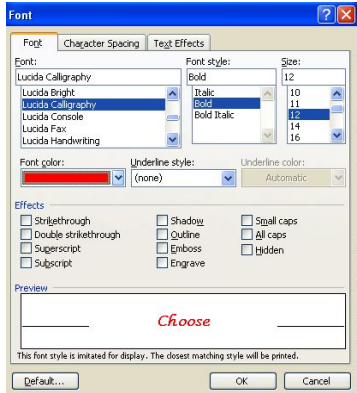 Font
Font Character Spacing Text Effects
Font: Font style: Size:
Lucida Calligraphy Bold 12
Lucida Bright Italic 10
Lucida Calligraphy Bold 11
Lucida Console Bold Italic 12
Lucida Fax 14
Lucida Handwriting 16
Font color: Underline style: Underline color:
(none) Automatic
Effects
Strikethrough Shadow Small caps
Double strikethrough Outline All caps
Superscript Emboss Hidden
Subscript Engrave
Preview
Choose
This font style is imitated for display. The closest matching style will be printed.
Default... OK Cancel